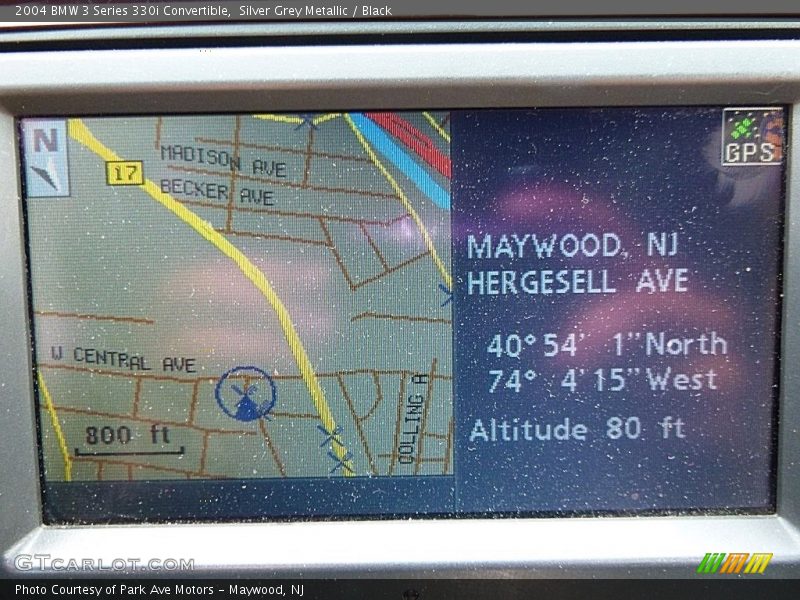 2004 BMW 3 Series 330i Convertible,  Silver Grey Metallic / Black
N
17
MADISON AVE
BECKER AVE
W CENTRAL AVE
800 ft
GPS
MAYWOOD, NJ
HERGESELL AVE
40°54' 1"North
74° 4'15"West
Altitude 80 ft
GTCARLOT.COM
Photo Courtesy of Park Ave Motors - Maywood, NJ